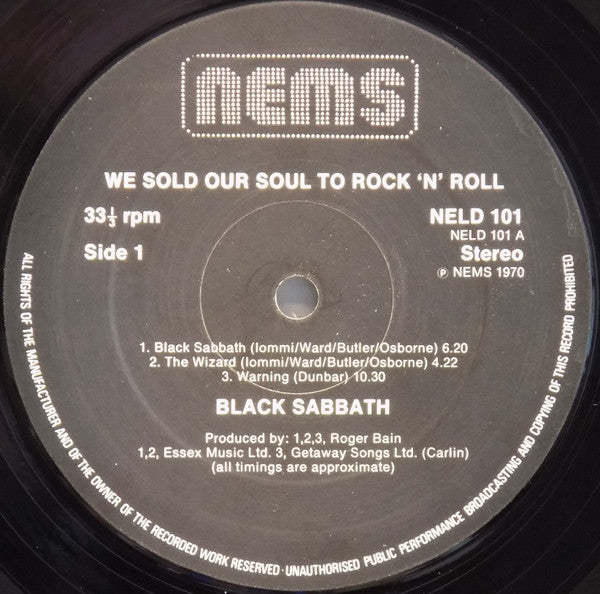 nems
WE SOLD OUR SOUL TO ROCK 'N' ROLL
33⅓ rpm
NELD 101
NELD 101 A
Side 1
Stereo
℗ NEMS 1970
1. Black Sabbath (Iommi/Ward/Butler/Osborne) 6.20
2. The Wizard (Iommi/Ward/Butler/Osborne) 4.22
3. Warning (Dunbar) 10.30
BLACK SABBATH
Produced by: 1,2,3, Roger Bain
1,2, Essex Music Ltd. 3, Getaway Songs Ltd. (Carlin)
(all timings are approximate)
ALL RIGHTS OF THE MANUFACTURER AND OF THE OWNER OF THE RECORDED WORK RESERVED · UNAUTHORISED PUBLIC PERFORMANCE BROADCASTING AND COPYING OF THIS RECORD PROHIBITED